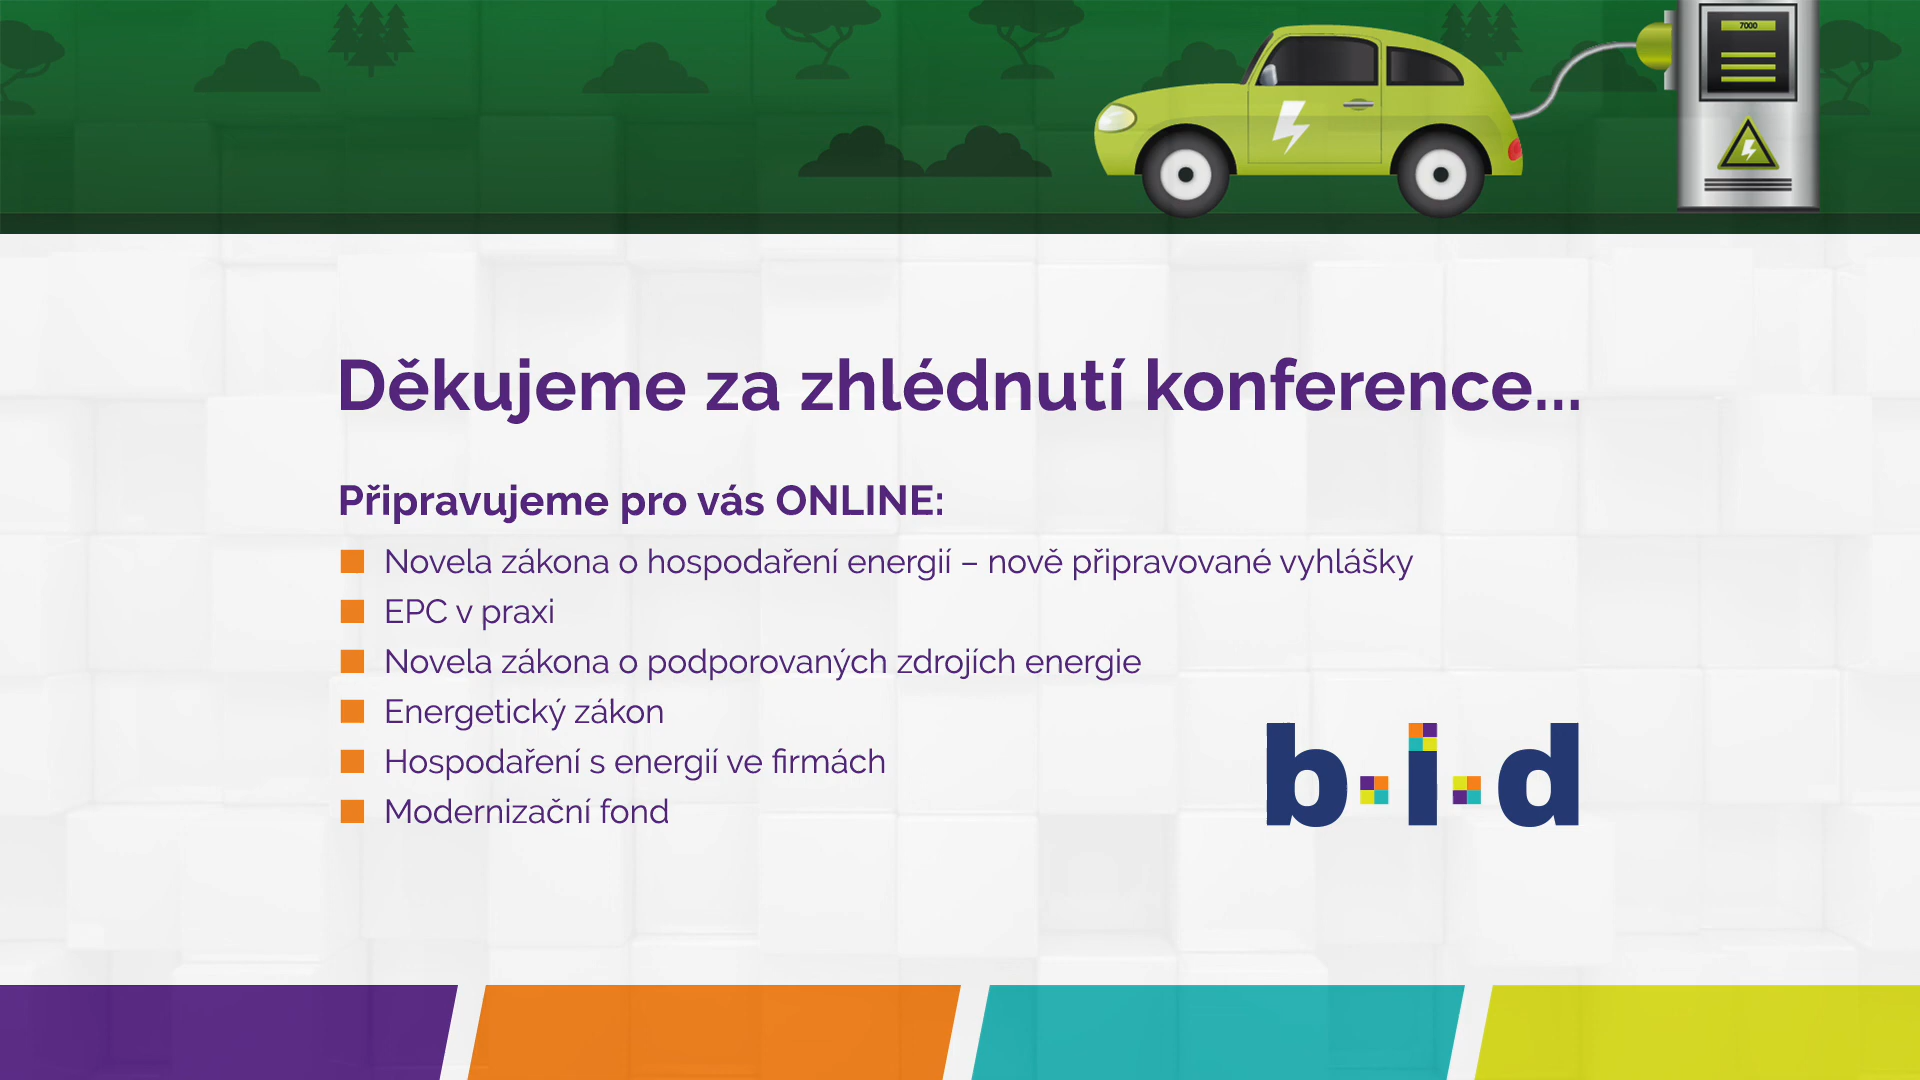 7000
Děkujeme za zhlédnutí konference...
Připravujeme pro vás ONLINE:
Novela zákona o hospodaření energií – nově připravované vyhlášky
EPC v praxi
Novela zákona o podporovaných zdrojích energie
Energetický zákon
Hospodaření s energií ve firmách
Modernizační fond
b·i·d